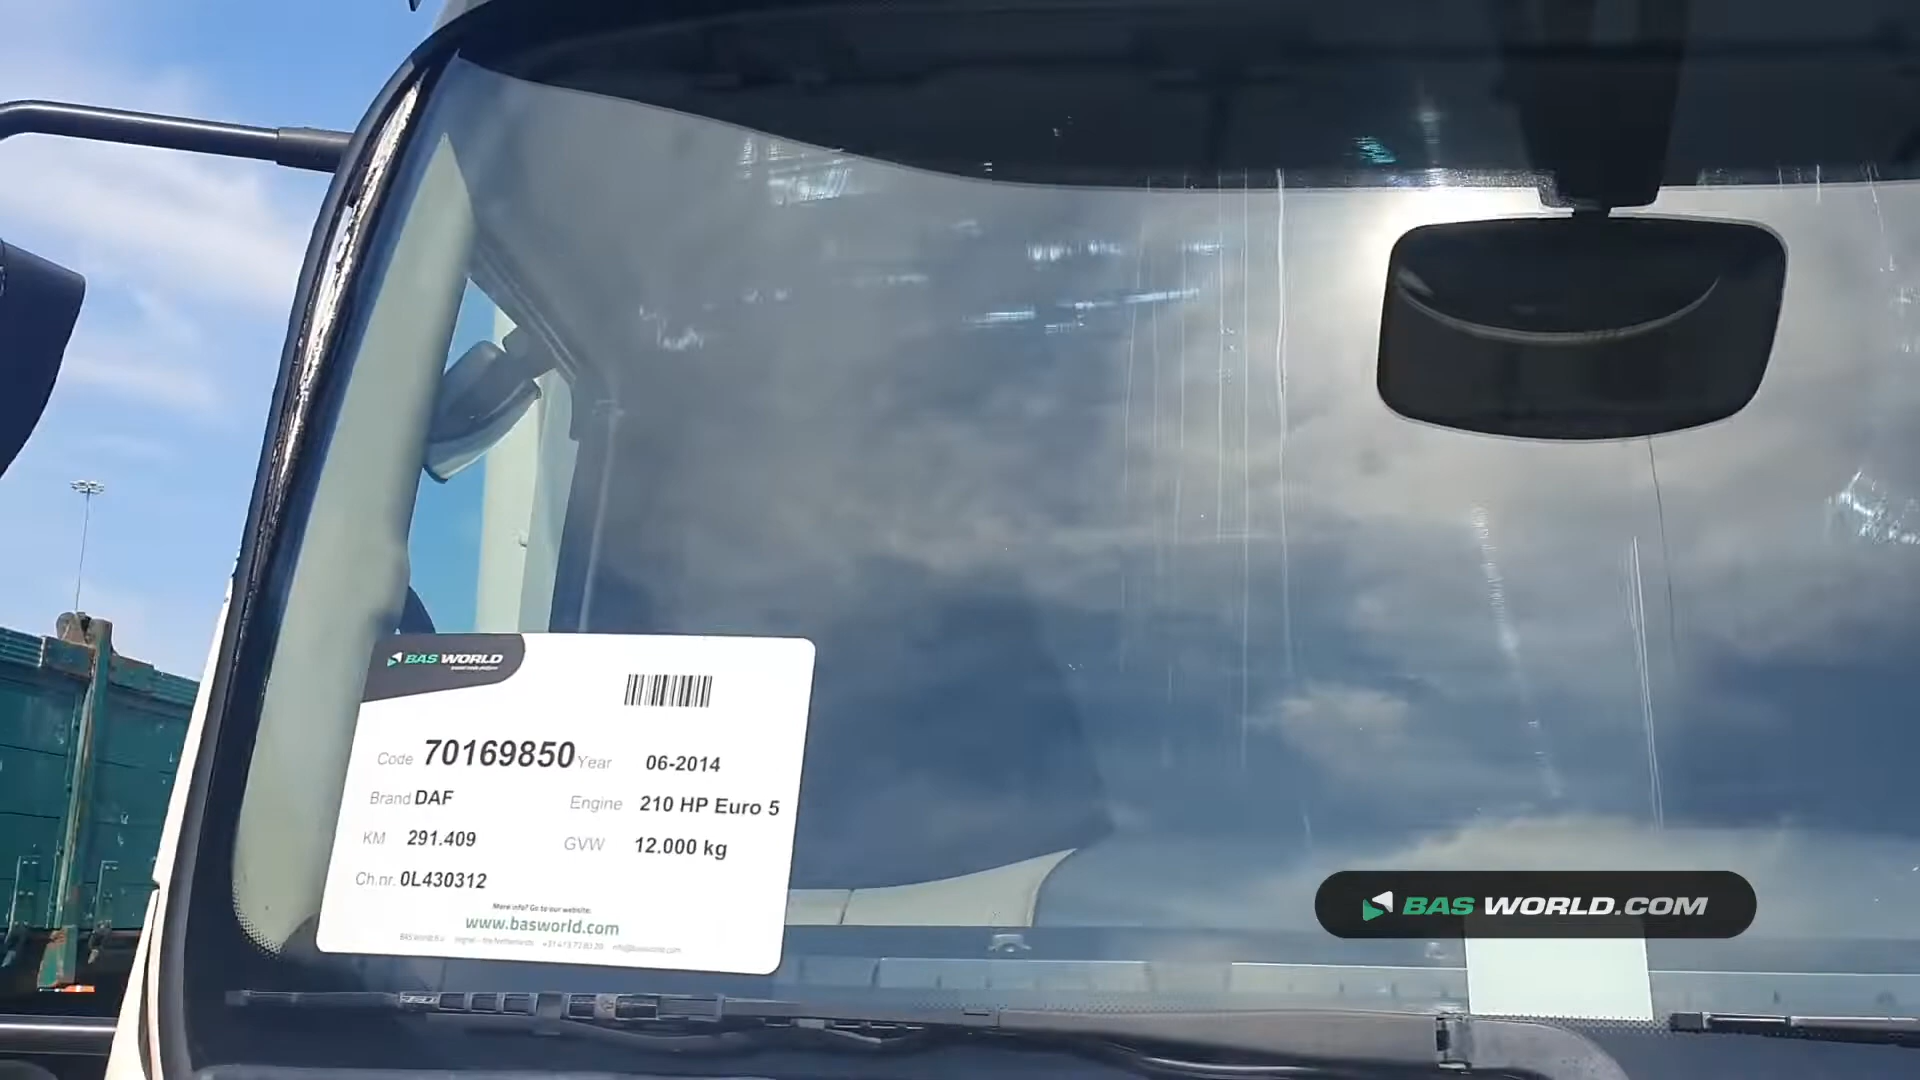 BAS WORLD
Code 70169850 Year 06-2014
Brand DAF Engine 210 HP Euro 5
KM 291.409 GVW 12.000 kg
Ch.nr. 0L430312
More info? Go to our website.
www.basworld.com
BAS WORLD.COM